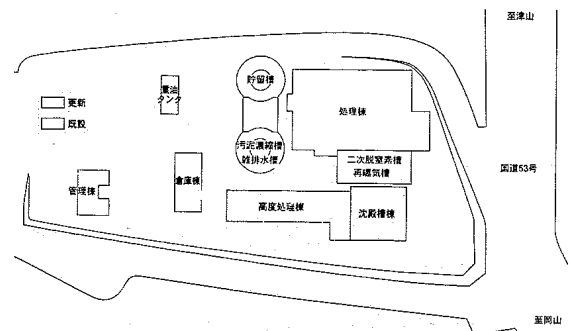 至津山
貯留槽
重油
タンク
更新
既設
処理棟
汚泥濃縮槽
雑排水槽
二次脱窒素槽
再曝気槽
国道53号
管理棟
倉庫棟
高度処理棟
沈殿槽棟
至岡山